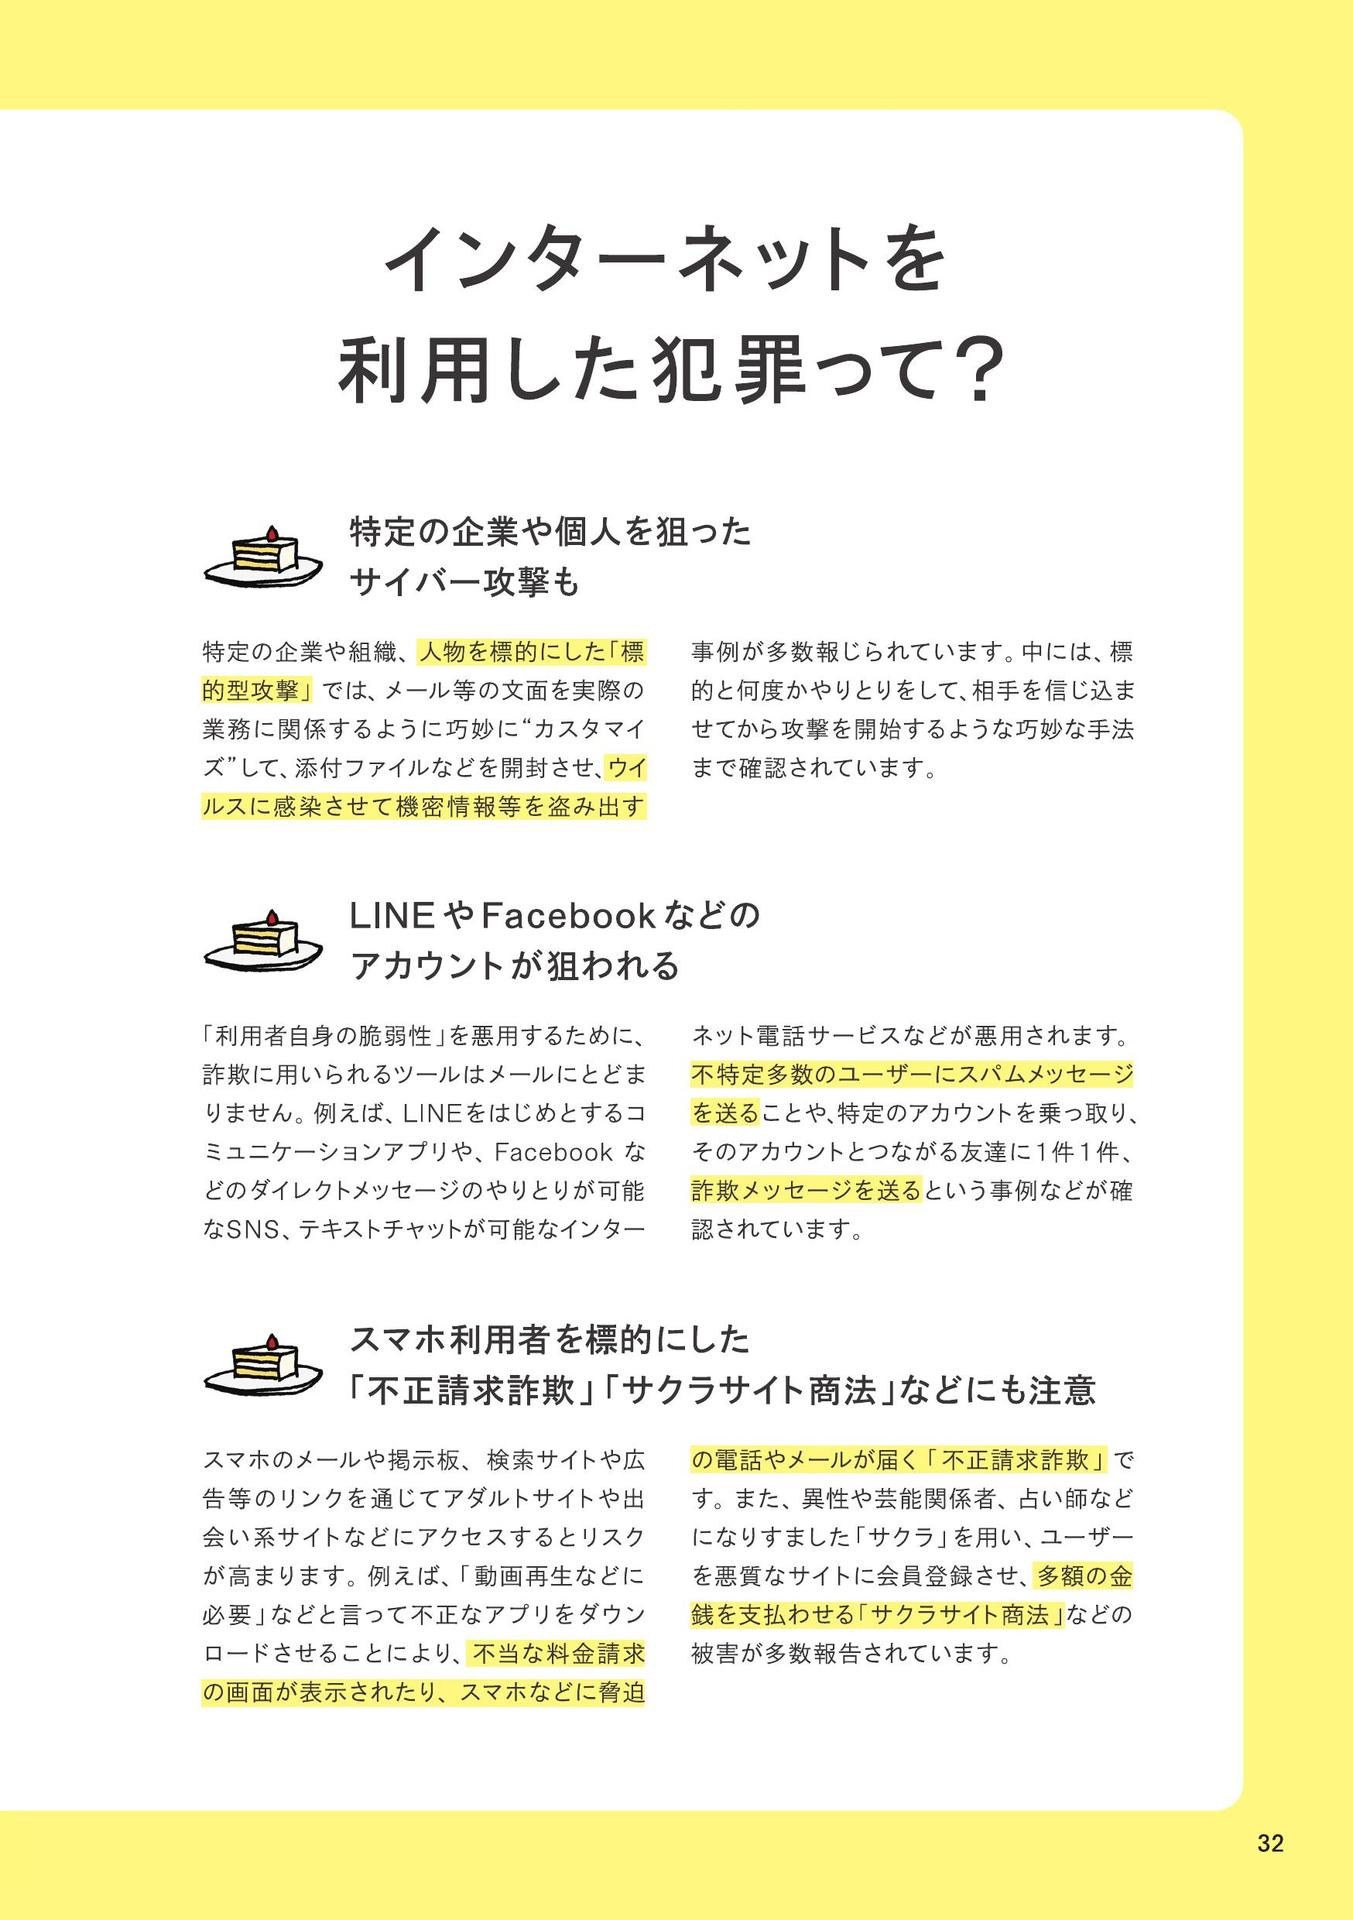 インターネットを
利用した犯罪って？
特定の企業や個人を狙った
サイバー攻撃も
特定の企業や組織、人物を標的にした「標
的型攻撃」では、メール等の文面を実際の
業務に関係するように巧妙に“カスタマイ
ズ”して、添付ファイルなどを開封させ、ウイ
ルスに感染させて機密情報等を盗み出す
事例が多数報じられています。中には、標
的と何度かやりとりをして、相手を信じ込ま
せてから攻撃を開始するような巧妙な手法
まで確認されています。
LINEやFacebookなどの
アカウントが狙われる
「利用者自身の脆弱性」を悪用するために、
詐欺に用いられるツールはメールにとどま
りません。例えば、LINEをはじめとするコ
ミュニケーションアプリや、Facebook な
どのダイレクトメッセージのやりとりが可能
なSNS、テキストチャットが可能なインター
ネット電話サービスなどが悪用されます。
不特定多数のユーザーにスパムメッセージ
を送ることや、特定のアカウントを乗っ取り、
そのアカウントとつながる友達に1件1件、
詐欺メッセージを送るという事例などが確
認されています。
スマホ利用者を標的にした
「不正請求詐欺」「サクラサイト商法」などにも注意
スマホのメールや掲示板、検索サイトや広
告等のリンクを通じてアダルトサイトや出
会い系サイトなどにアクセスするとリスク
が高まります。例えば、「動画再生などに
必要」などと言って不正なアプリをダウン
ロードさせることにより、不当な料金請求
の画面が表示されたり、スマホなどに脅迫
の電話やメールが届く「不正請求詐欺」で
す。また、異性や芸能関係者、占い師など
になりすました「サクラ」を用い、ユーザー
を悪質なサイトに会員登録させ、多額の金
銭を支払わせる「サクラサイト商法」などの
被害が多数報告されています。
32